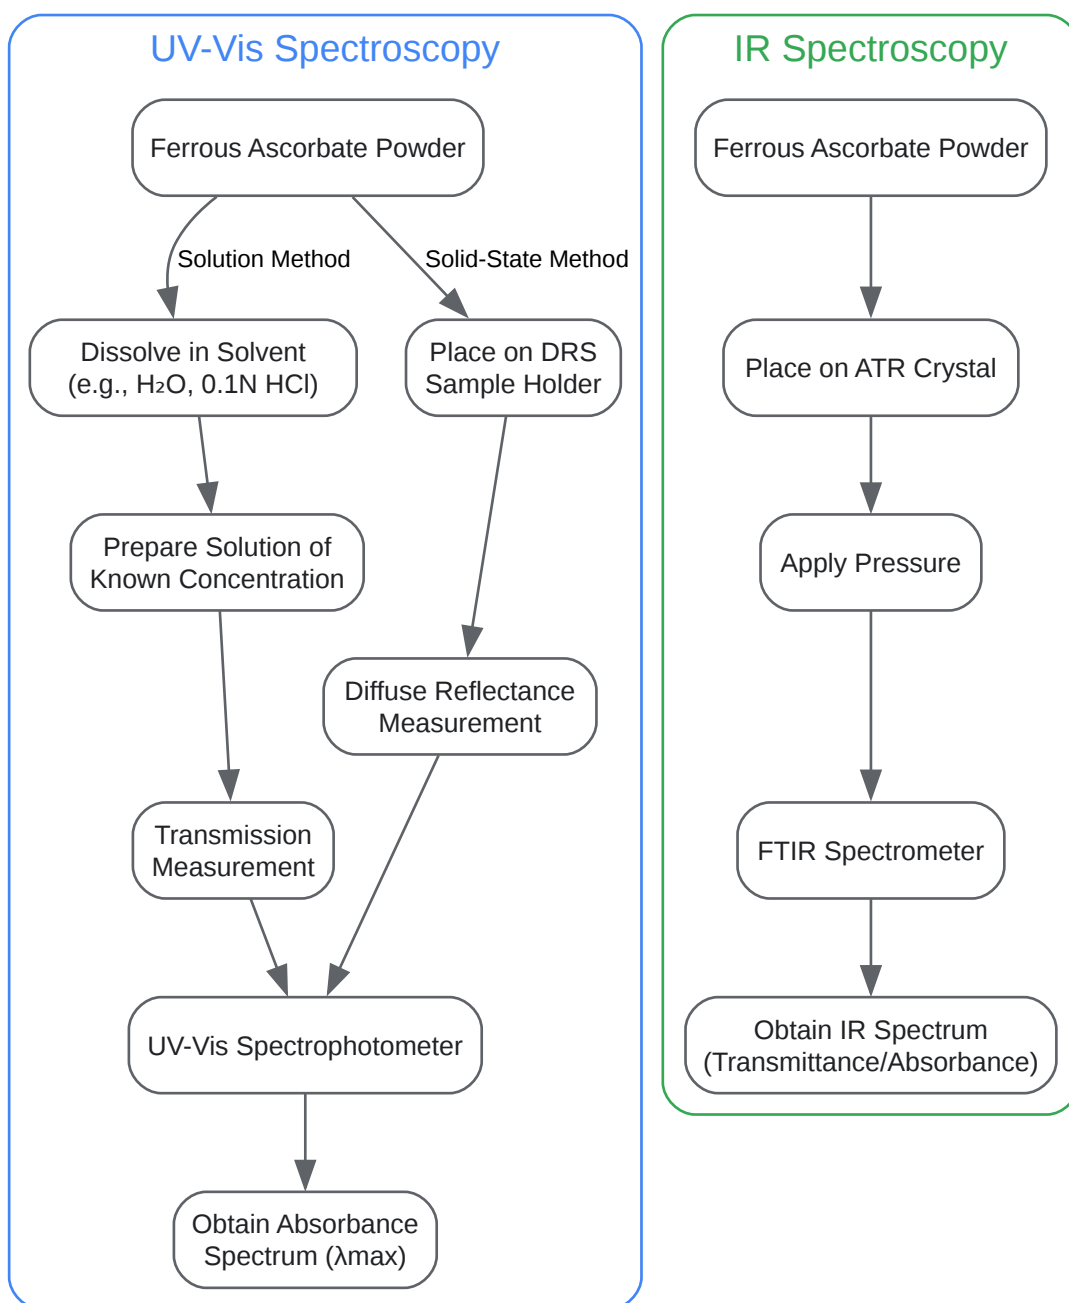 UV-Vis Spectroscopy
Ferrous Ascorbate Powder
Solution Method
Solid-State Method
Dissolve in Solvent
(e.g., H₂O, 0.1N HCl)
Place on DRS
Sample Holder
Prepare Solution of
Known Concentration
Diffuse Reflectance
Measurement
Transmission
Measurement
UV-Vis Spectrophotometer
Obtain Absorbance
Spectrum (λmax)
IR Spectroscopy
Ferrous Ascorbate Powder
Place on ATR Crystal
Apply Pressure
FTIR Spectrometer
Obtain IR Spectrum
(Transmittance/Absorbance)